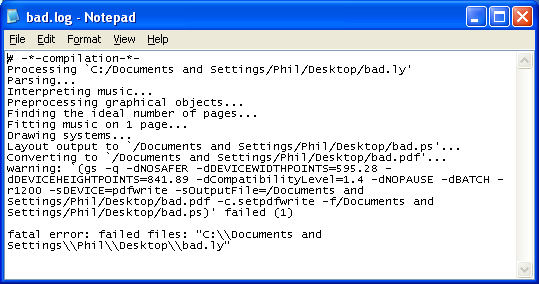 bad.log - Notepad
File Edit Format View Help
# -*-compilation-*-
Processing `C:/Documents and Settings/Phil/Desktop/bad.ly'
Parsing...
Interpreting music...
Preprocessing graphical objects...
Finding the ideal number of pages...
Fitting music on 1 page...
Drawing systems...
Layout output to `/Documents and Settings/Phil/Desktop/bad.ps'...
Converting to `/Documents and Settings/Phil/Desktop/bad.pdf'...
warning: `(gs -q -dNOSAFER -dDEVICEWIDTHPOINTS=595.28 -
dDEVICEHEIGHTPOINTS=841.89 -dCompatibilityLevel=1.4 -dNOPAUSE -dBATCH -
r1200 -sDEVICE=pdfwrite -sOutputFile=/Documents and
Settings/Phil/Desktop/bad.pdf -c.setpdfwrite -f/Documents and
Settings/Phil/Desktop/bad.ps)' failed (1)
fatal error: failed files: "C:\\Documents and
Settings\\Phil\\Desktop\\bad.ly"